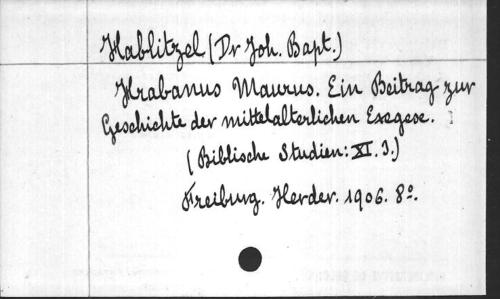 Hablitzel (Dr Joh. Bapt.)
Hrabanus Maurus. Ein Beitrag zur
Geschichte der mittelalterlichen Exegese.
(Biblische Studien: XI. 3.)
Freiburg. Herder. 1906. 8º.